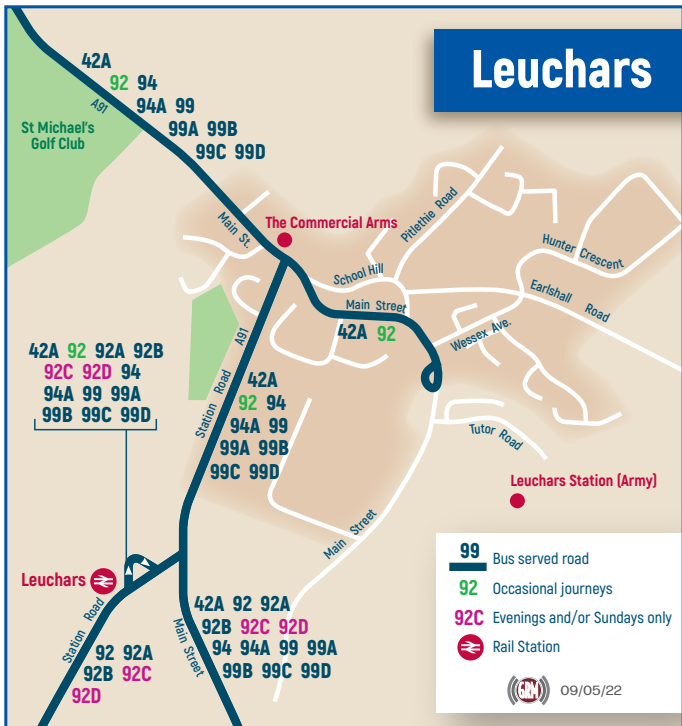 Leuchars
42A
92 94
94A 99
99A 99B
99C 99D
A91
St Michael's
Golf Club
Main St.
The Commercial Arms
Pitlethie Road
School Hill
Hunter Crescent
Earlshall Road
Main Street
42A 92
Wessex Ave.
Tutor Road
42A 92 92A 92B
92C 92D 94
94A 99 99A
99B 99C 99D
A91
Station Road
42A
92 94
94A 99
99A 99B
99C 99D
Leuchars Station (Army)
Main Street
Leuchars
Station Road
92 92A
92B 92C
92D
Main Street
42A 92 92A
92B 92C 92D
94 94A 99 99A
99B 99C 99D
99 Bus served road
92 Occasional journeys
92C Evenings and/or Sundays only
Rail Station
GRM 09/05/22